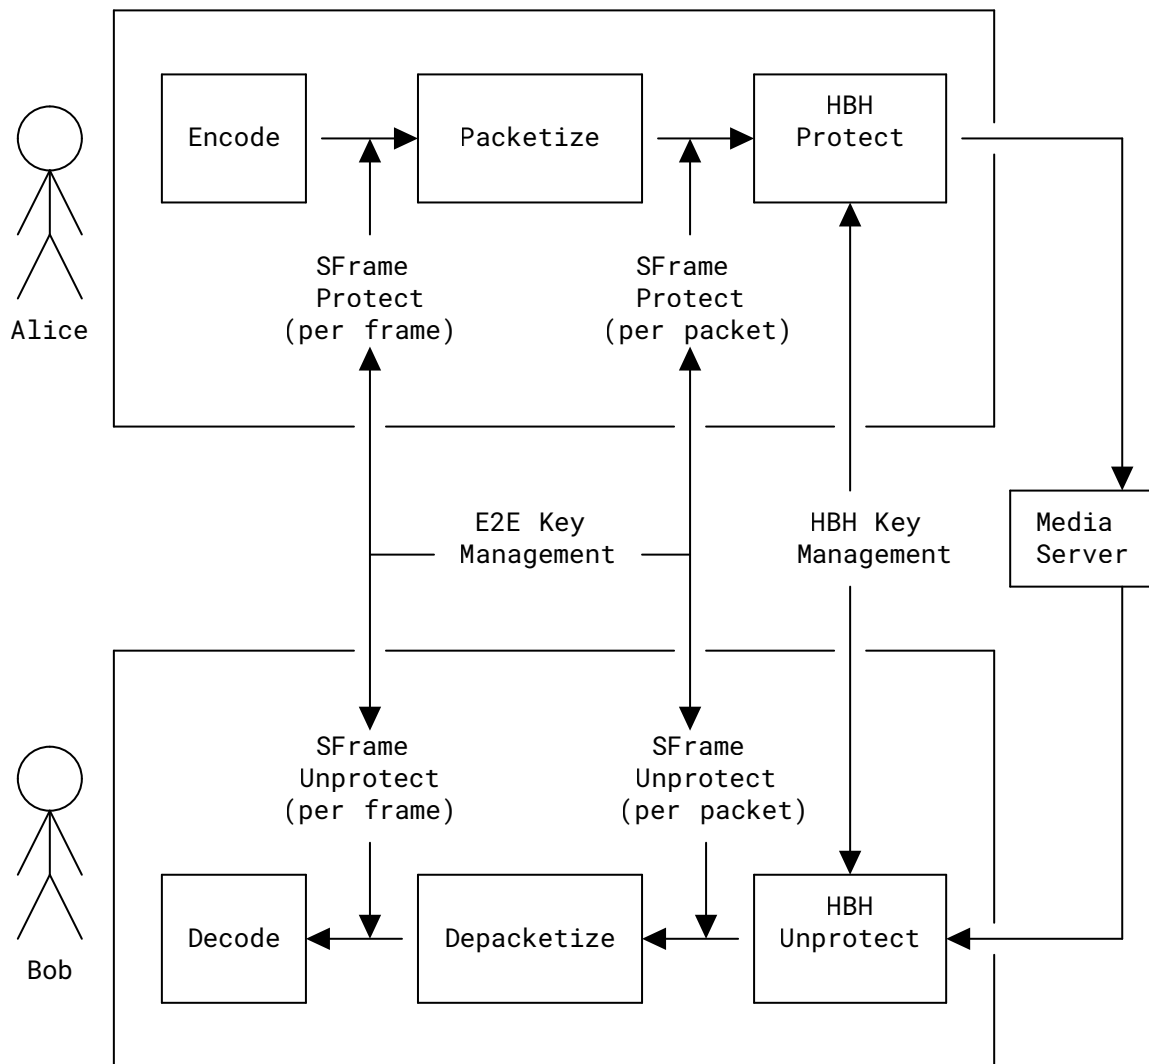 Encode
Packetize
HBH
Protect
SFrame
Protect
(per frame)
SFrame
Protect
(per packet)
Alice
E2E Key
Management
HBH Key
Management
Media
Server
SFrame
Unprotect
(per frame)
SFrame
Unprotect
(per packet)
Decode
Depacketize
HBH
Unprotect
Bob